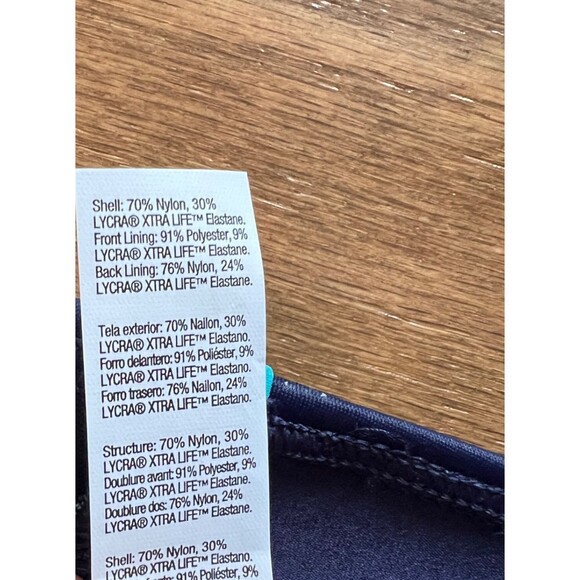 Shell: 70% Nylon, 30%
LYCRA® XTRA LIFE™ Elastane.
Front Lining: 91% Polyester, 9%
LYCRA® XTRA LIFE™ Elastane.
Back Lining: 76% Nylon, 24%
LYCRA® XTRA LIFE™ Elastane.
Tela exterior: 70% Nailon, 30%
LYCRA® XTRA LIFE™ Elastano.
Forro delantero: 91% Poliéster, 9%
LYCRA® XTRA LIFE™ Elastano.
Forro trasero: 76% Nailon, 24%
LYCRA® XTRA LIFE™ Elastano.
Structure: 70% Nylon, 30%
LYCRA® XTRA LIFE™ Elastane.
Doublure avant: 91% Polyester, 9%
LYCRA® XTRA LIFE™ Elastane.
Doublure dos: 76% Nylon, 24%
LYCRA® XTRA LIFE™ Elastane.
Shell: 70% Nylon, 30%
LYCRA® XTRA LIFE™ Elastano.
91% Poliéster, 9%